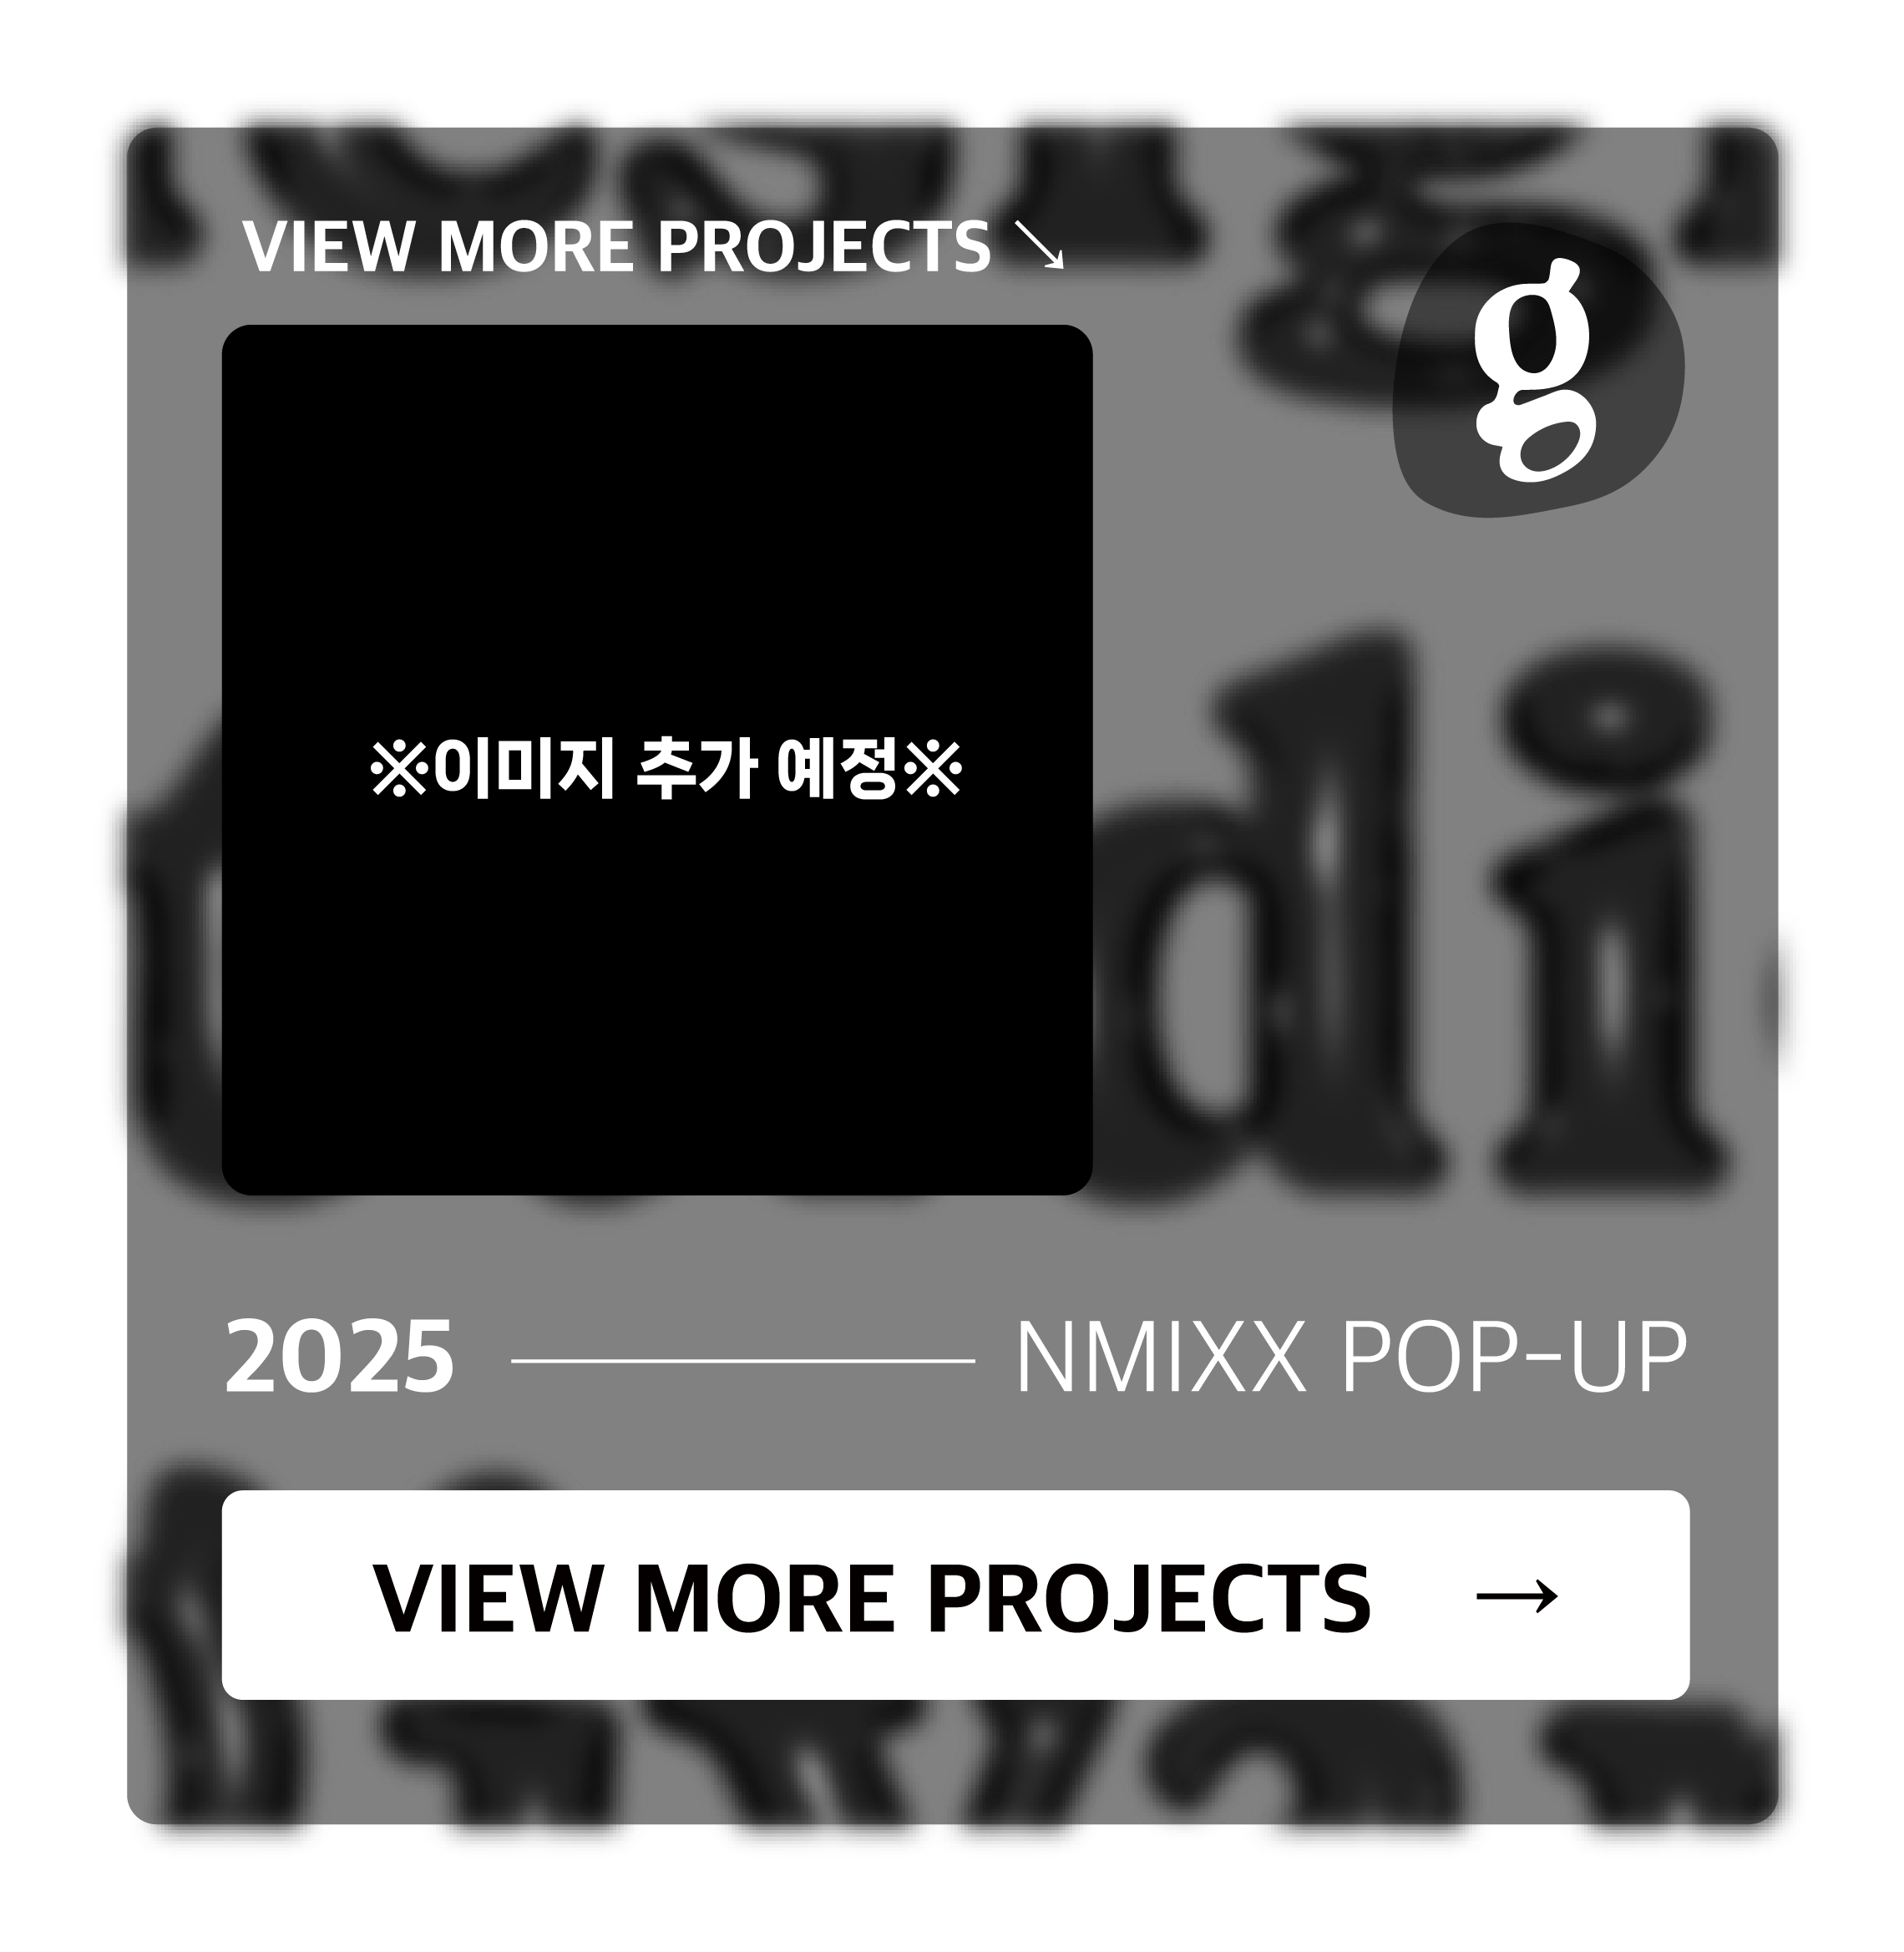 VIEW MORE PROJECTS ↘
g
※이미지 추가 예정※
2025 NMIXX POP-UP
VIEW MORE PROJECTS →